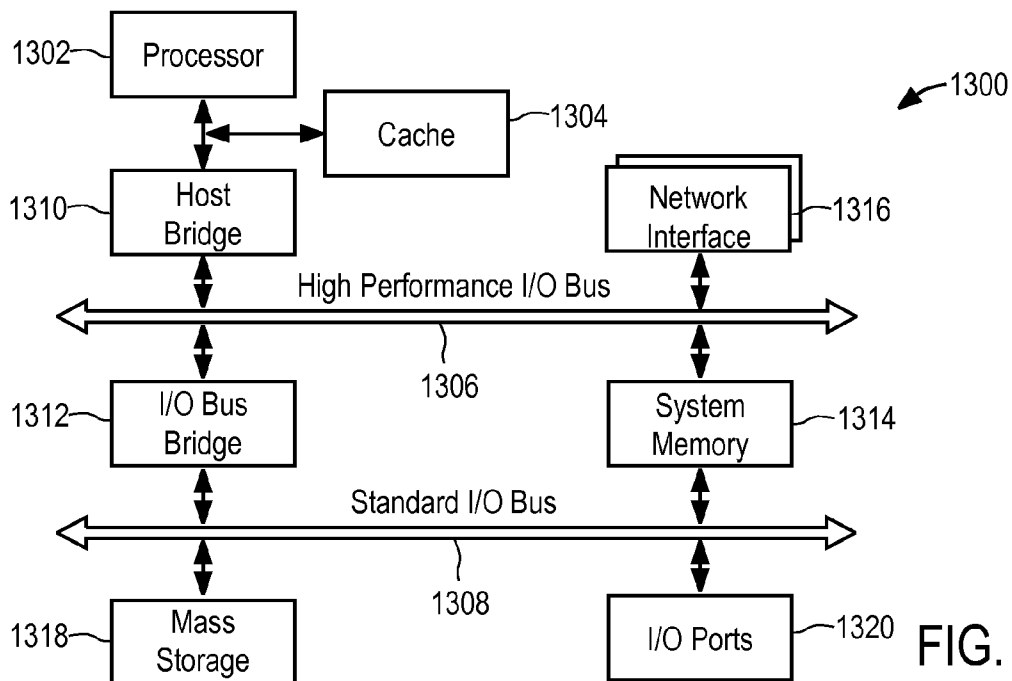 1302
Processor
1300
1304
Cache
1310
Host
Bridge
Network
Interface
1316
High Performance I/O Bus
1306
1312
I/O Bus
Bridge
System
Memory
1314
Standard I/O Bus
1308
1318
Mass
Storage
I/O Ports
1320
FIG.